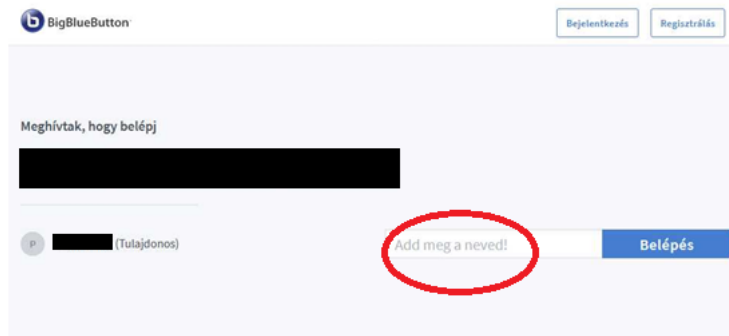 BigBlueButton
Bejelentkezés
Regisztrálás
Meghívtak, hogy belépj
P
(Tulajdonos)
Add meg a neved!
Belépés